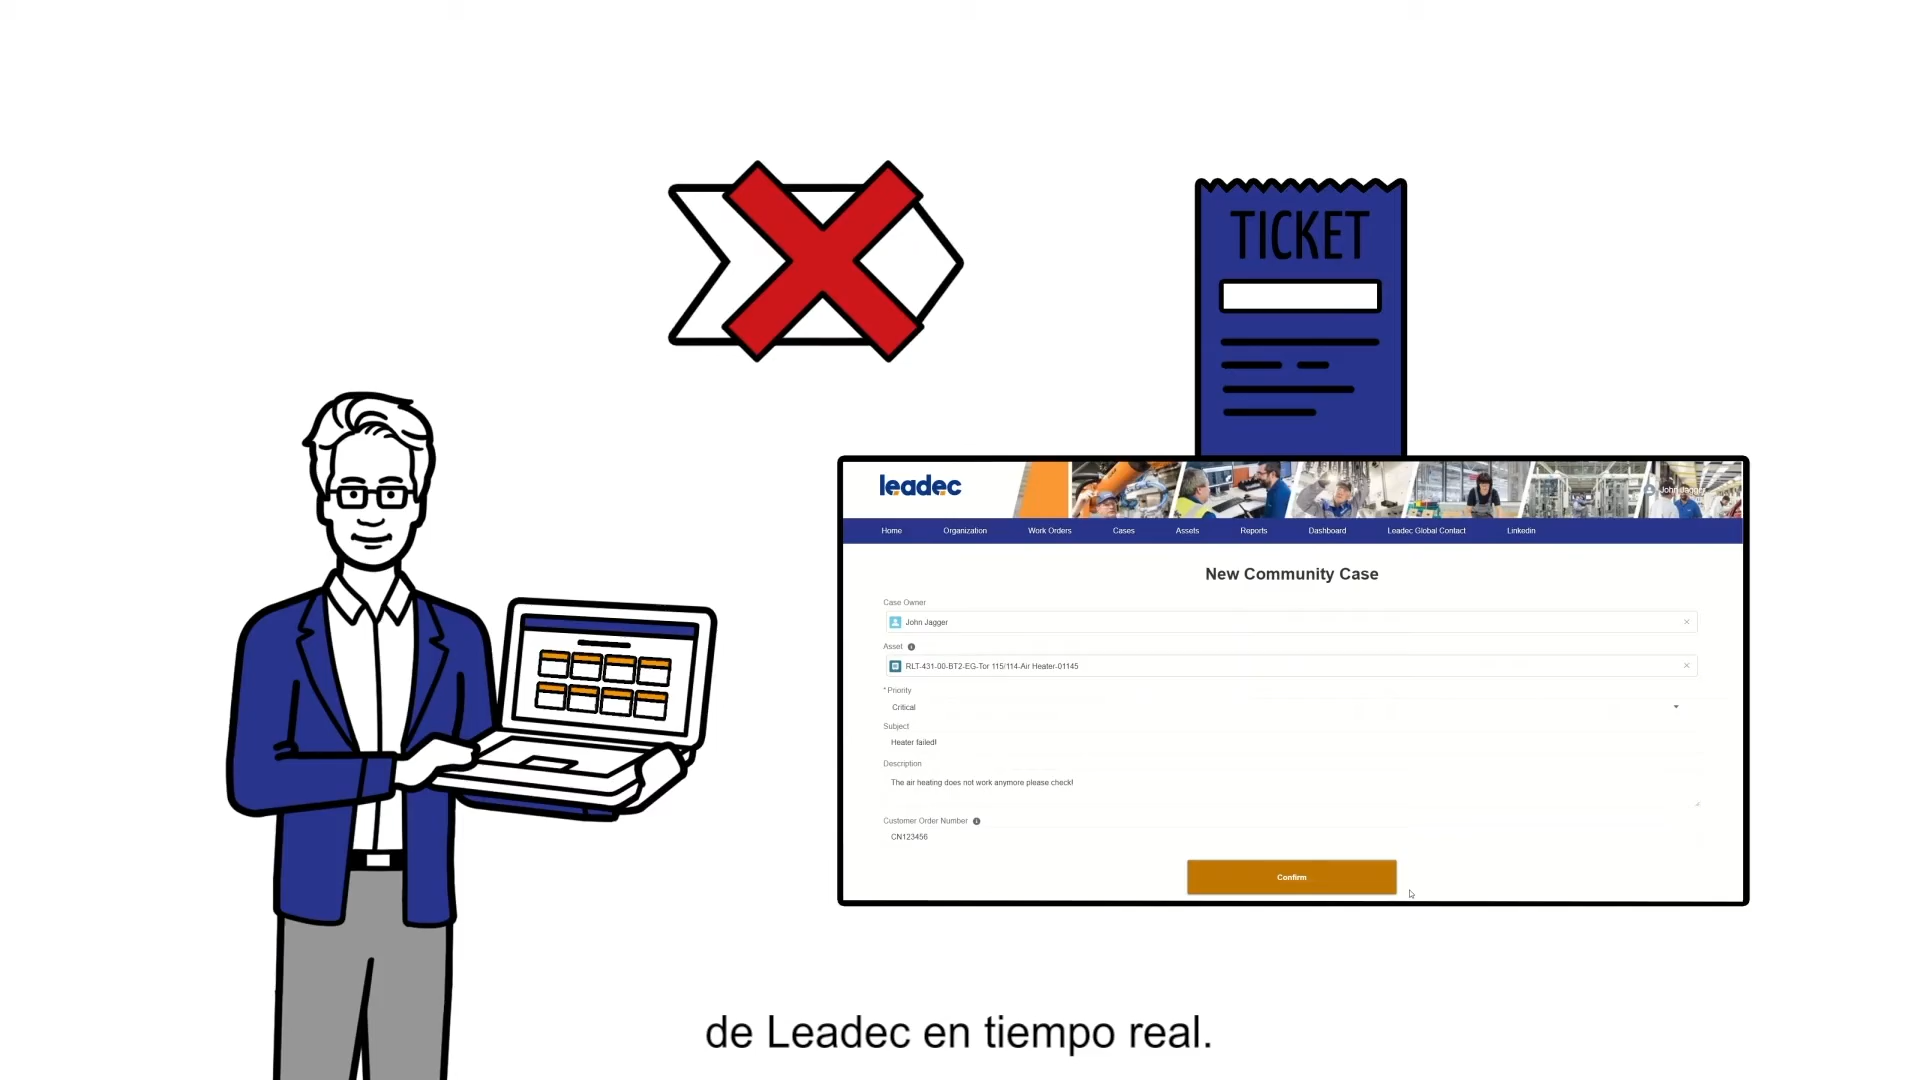 TICKET
leadec
John Jagger
Home Organization Work Orders Cases Assets Reports Dashboard Leadec Global Contact Linkedin
New Community Case
Case Owner
John Jagger
Asset
RLT-431-00-BT2-EG-Tor 115/114-Air Heater-01145
* Priority
Critical
Subject
Heater failed!
Description
The air heating does not work anymore please check!
Customer Order Number
CN123456
Confirm
de Leadec en tiempo real.